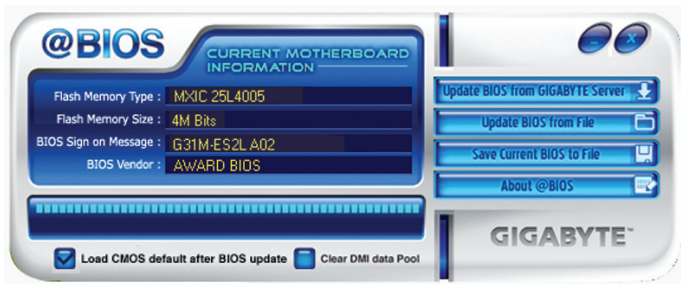 @BIOS
CURRENT MOTHERBOARD
INFORMATION
Flash Memory Type : MXIC 25L4005
Flash Memory Size : 4M Bits
BIOS Sign on Message : G31M-ES2L A02
BIOS Vendor : AWARD BIOS
Load CMOS default after BIOS update
Clear DMI data Pool
Update BIOS from GIGABYTE Server
Update BIOS from File
Save Current BIOS to File
About @BIOS
GIGABYTE™